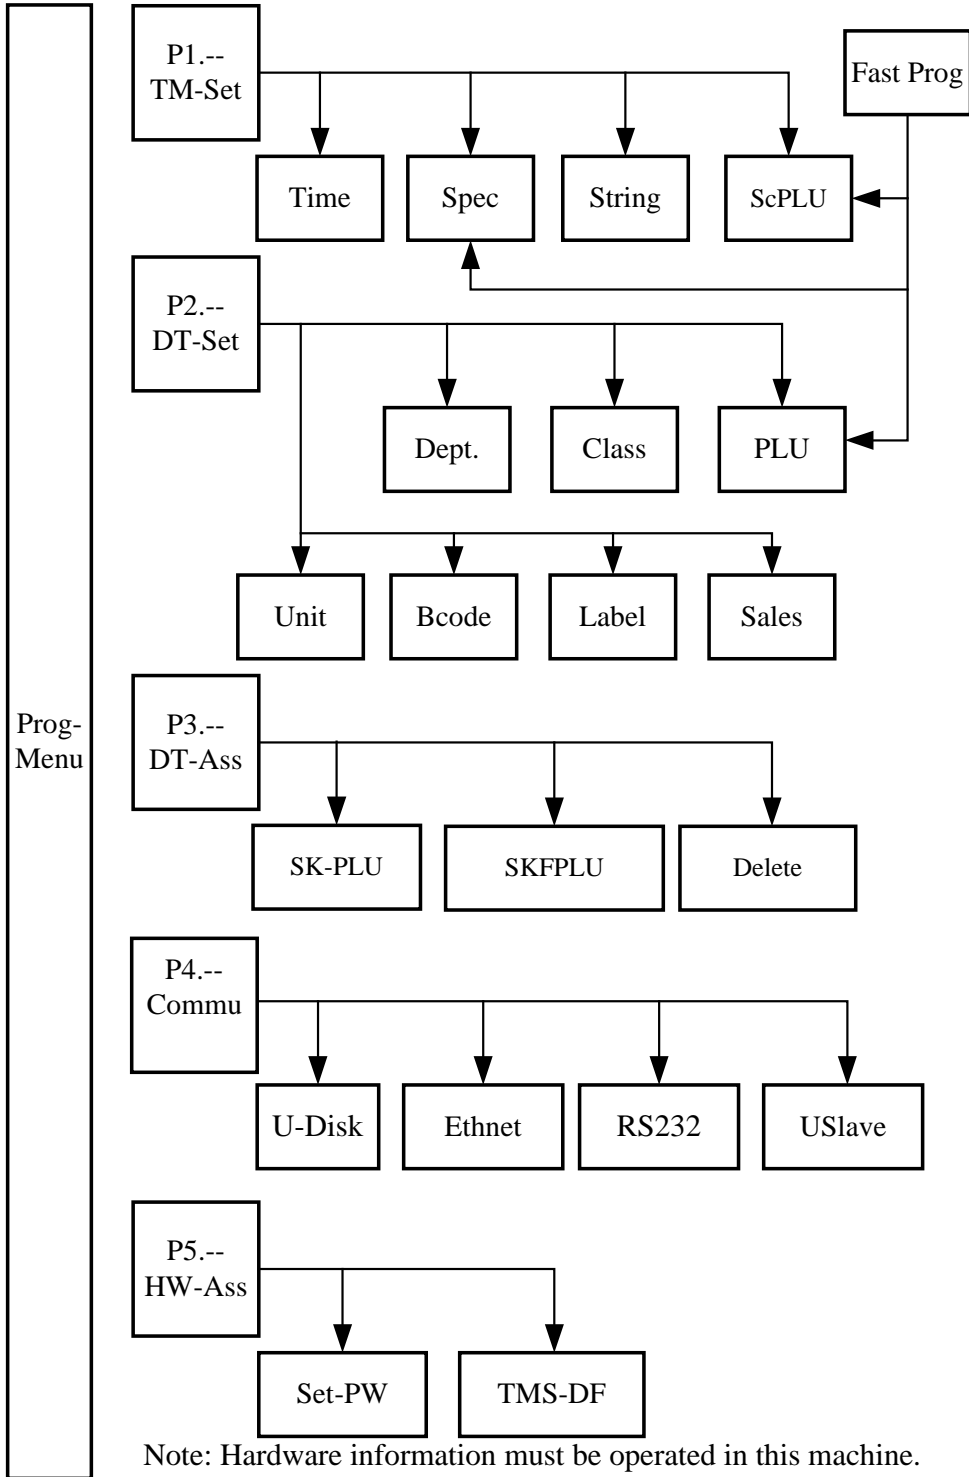 P1.--
TM-Set
Fast Prog
Time
Spec
String
ScPLU
P2.--
DT-Set
Dept.
Class
PLU
Unit
Bcode
Label
Sales
Prog-
Menu
P3.--
DT-Ass
SK-PLU
SKFPLU
Delete
P4.--
Commu
U-Disk
Ethnet
RS232
USlave
P5.--
HW-Ass
Set-PW
TMS-DF
Note: Hardware information must be operated in this machine.